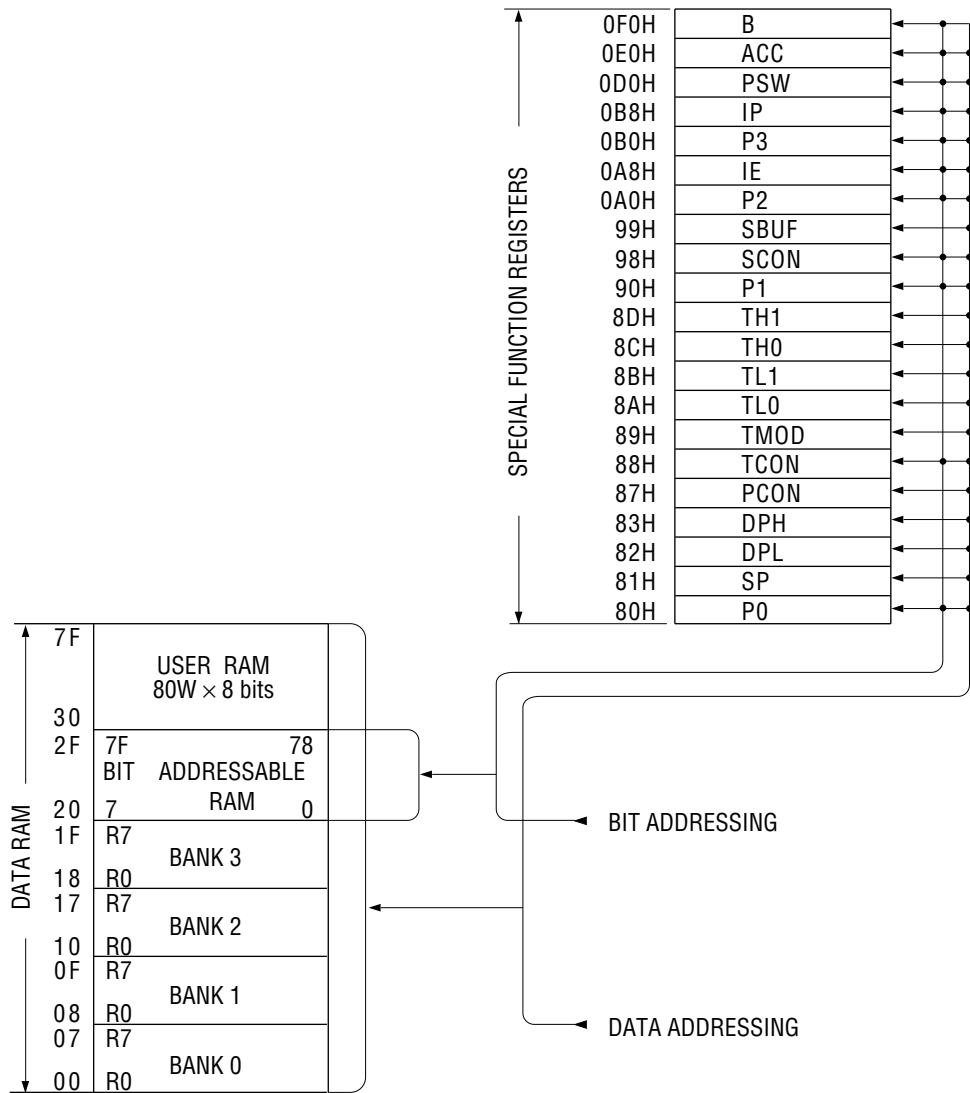 0F0H B
0E0H ACC
0D0H PSW
0B8H IP
0B0H P3
0A8H IE
0A0H P2
99H SBUF
98H SCON
90H P1
8DH TH1
8CH TH0
8BH TL1
8AH TL0
89H TMOD
88H TCON
87H PCON
83H DPH
82H DPL
81H SP
80H P0
SPECIAL FUNCTION REGISTERS
7F
USER RAM
80W × 8 bits
30
2F 7F 78
BIT ADDRESSABLE
RAM
20 7 0
1F R7
BANK 3
18 R0
17 R7
BANK 2
10 R0
0F R7
BANK 1
08 R0
07 R7
BANK 0
00 R0
DATA RAM
BIT ADDRESSING
DATA ADDRESSING